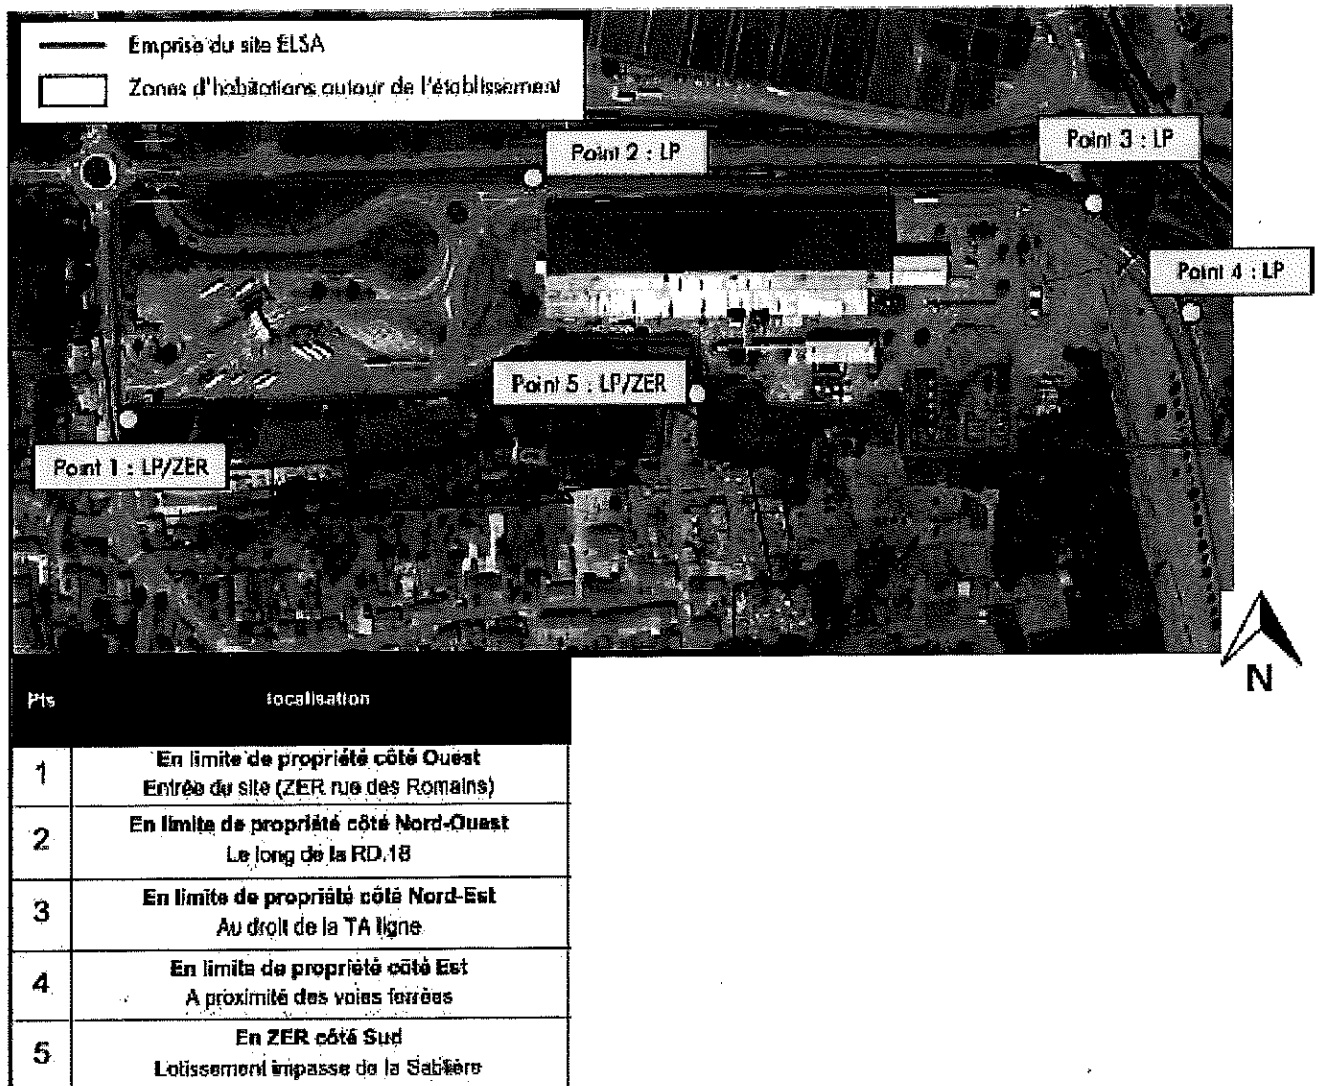 Emprise du site ELSA
Zones d'habitations autour de l'établissement
Point 2 : LP
Point 3 : LP
Point 4 : LP
Point 5 : LP/ZER
Point 1 : LP/ZER
N
Pts localisation
1 En limite de propriété côté Ouest
Entrée du site (ZER rue des Romains)
2 En limite de propriété côté Nord-Ouest
Le long de la RD.18
3 En limite de propriété côté Nord-Est
Au droit de la TA ligne
4 En limite de propriété côté Est
A proximité des voies ferrées
5 En ZER côté Sud
Lotissement impasse de la Sablière